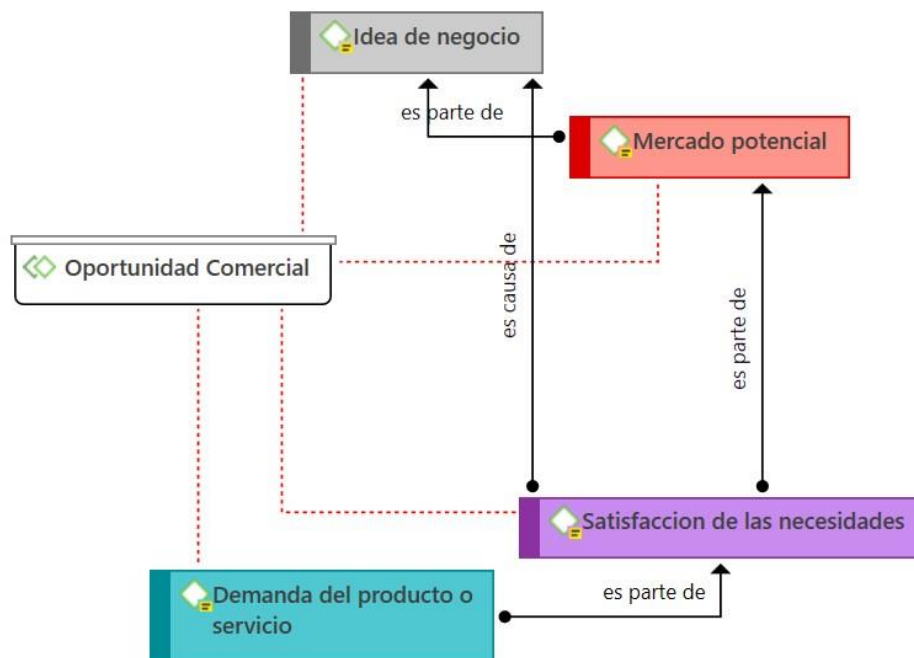 Idea de negocio
es parte de
Mercado potencial
Oportunidad Comercial
es causa de
es parte de
Satisfaccion de las necesidades
Demanda del producto o
servicio
es parte de